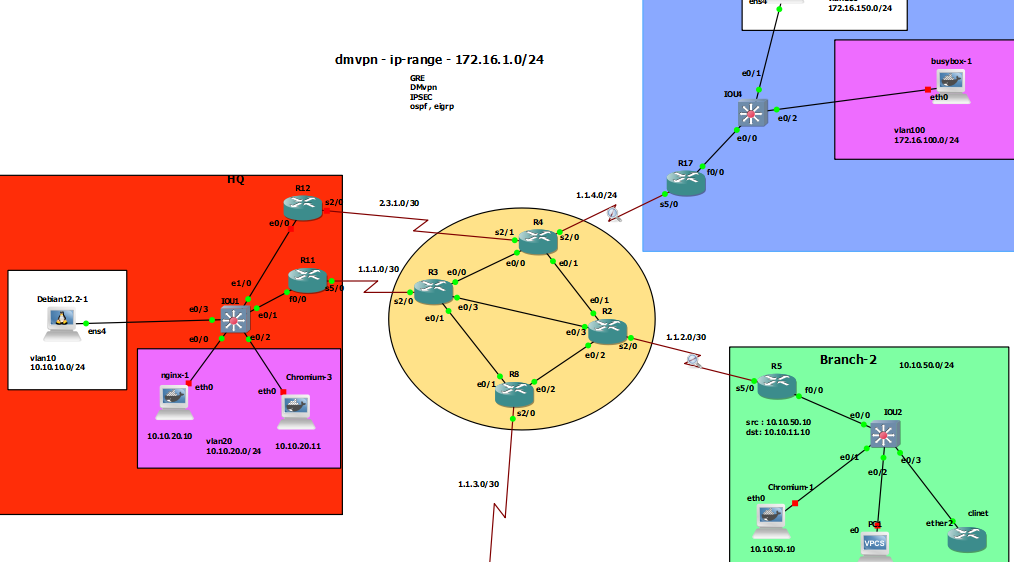 ens4
172.16.150.0/24
dmvpn - ip-range - 172.16.1.0/24
GRE
DMvpn
IPSEC
ospf , eigrp
e0/1
busybox-1
IOU4
eth0
e0/2
e0/0
vlan100
172.16.100.0/24
R17
f0/0
s5/0
1.1.4.0/24
HQ
R12
s2/0
e0/0
2.3.1.0/30
R4
s2/1
s2/0
e0/0
e0/1
R11
s5/0
f0/0
1.1.1.0/30
R3
e0/0
s2/0
e0/3
e0/1
e1/0
IOU1
e0/3
e0/1
e0/0
e0/2
Debian12.2-1
ens4
vlan10
10.10.10.0/24
e0/1
R2
e0/3
s2/0
e0/2
1.1.2.0/30
nginx-1
eth0
10.10.20.10
vlan20
10.10.20.0/24
Chromium-3
eth0
10.10.20.11
R8
e0/1
e0/2
s2/0
1.1.3.0/30
Branch-2
10.10.50.0/24
R5
s5/0
f0/0
src : 10.10.50.10
dst: 10.10.11.10
e0/0
IOU2
e0/1
e0/2
e0/3
Chromium-1
eth0
10.10.50.10
e0
VPCS
clinet
ether2